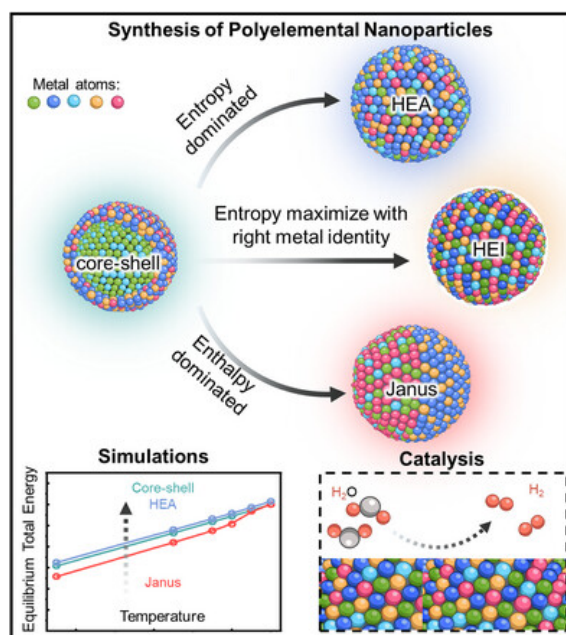 Synthesis of Polyelemental Nanoparticles
Metal atoms:
Entropy
dominated
HEA
core-shell
Entropy maximize with
right metal identity
HEI
Enthalpy
dominated
Janus
Simulations
Equilibrium Total Energy
Core-shell
HEA
Janus
Temperature
Catalysis
H₂O
H₂